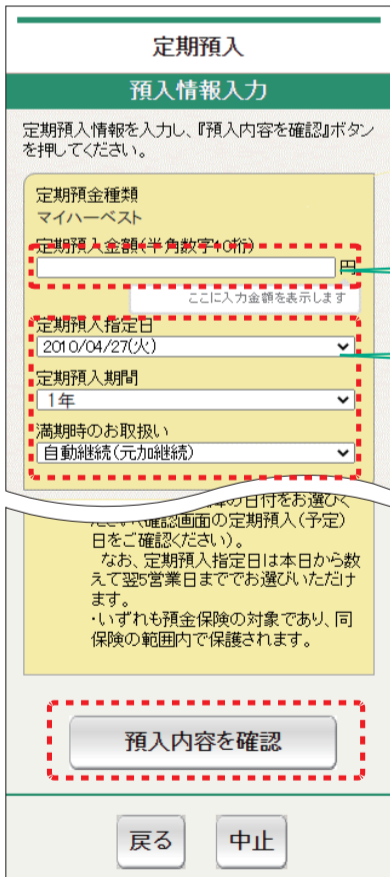 定期預入
預入情報入力
定期預入情報を入力し、『預入内容を確認』ボタン
を押してください。
定期預金種類
マイハーベスト
定期預入金額(半角数字10桁)
円
ここに入力金額を表示します
定期預入指定日
2010/04/27(火)
定期預入期間
1年
満期時のお取扱い
自動継続(元加継続)
の日付をお選びく
ださい(確認画面の定期預入(予定)
日をご確認ください)。
なお、定期預入指定日は本日から数
えて翌5営業日まででお選びいただけ
ます。
・いずれも預金保険の対象であり、同
保険の範囲内で保護されます。
預入内容を確認
戻る
中止